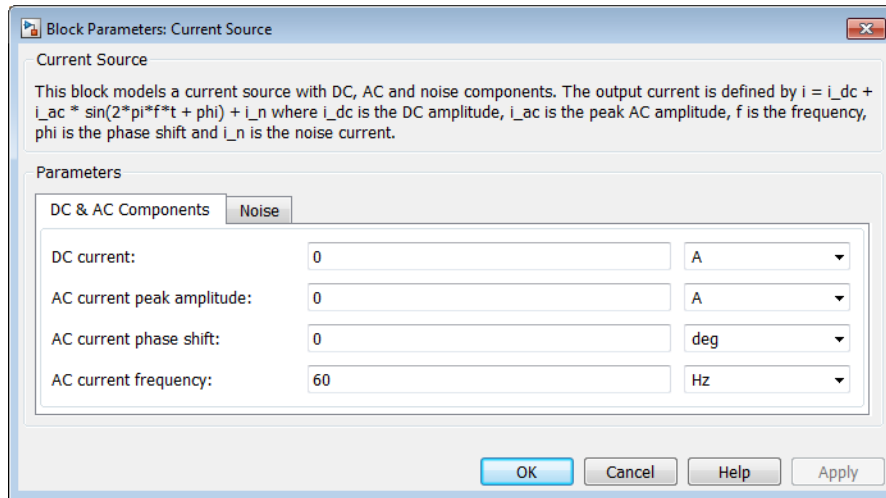 Block Parameters: Current Source
Current Source
This block models a current source with DC, AC and noise components. The output current is defined by i = i_dc +
i_ac * sin(2*pi*f*t + phi) + i_n where i_dc is the DC amplitude, i_ac is the peak AC amplitude, f is the frequency,
phi is the phase shift and i_n is the noise current.
Parameters
DC & AC Components Noise
DC current: 0 A
AC current peak amplitude: 0 A
AC current phase shift: 0 deg
AC current frequency: 60 Hz
OK Cancel Help Apply